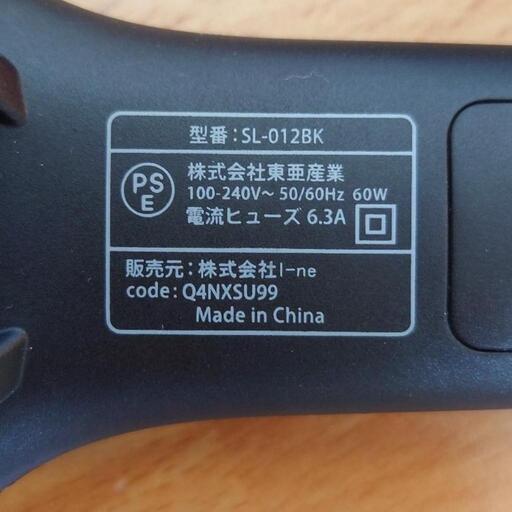 型番：SL-012BK
PS
E
株式会社東亜産業
100-240V～ 50/60Hz 60W
電流ヒューズ 6.3A
販売元：株式会社I-ne
code : Q4NXSU99
Made in China